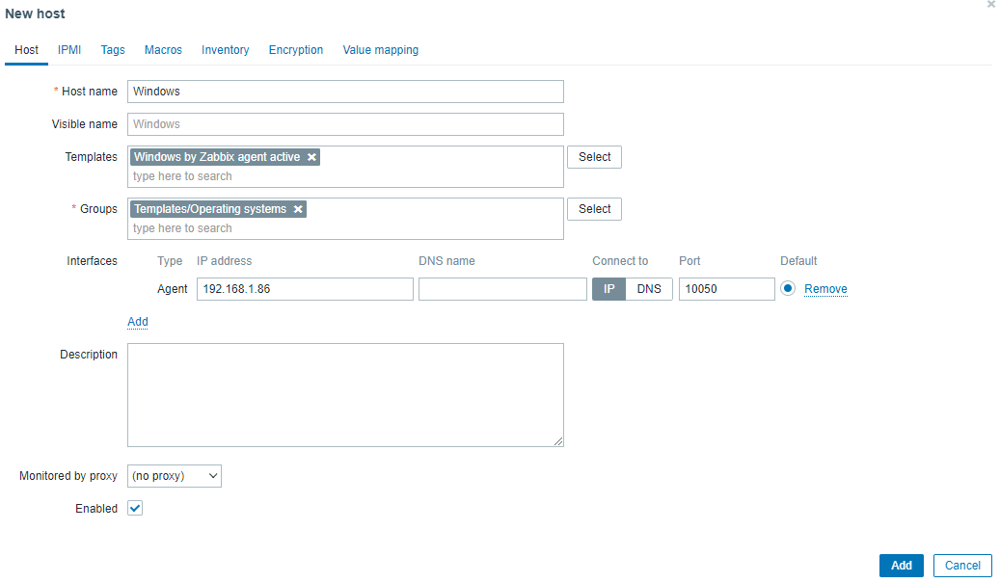 New host
Host IPMI Tags Macros Inventory Encryption Value mapping
* Host name Windows
Visible name Windows
Templates Windows by Zabbix agent active Select
type here to search
* Groups Templates/Operating systems Select
type here to search
Interfaces Type IP address DNS name Connect to Port Default
Agent 192.168.1.86 IP DNS 10050 Remove
Add
Description
Monitored by proxy (no proxy)
Enabled
Add Cancel